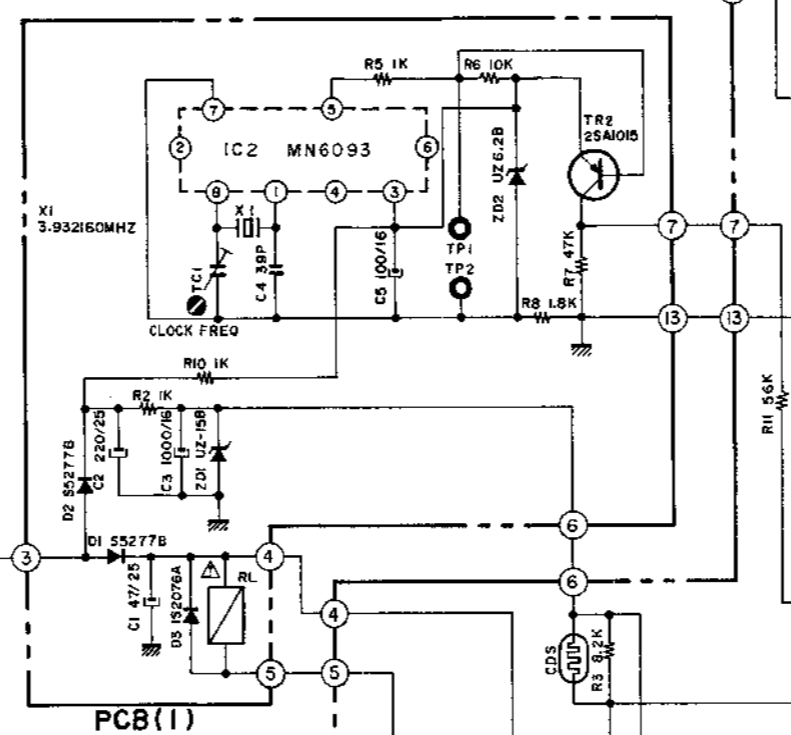 R5 1K
R6 10K
7
5
TR2
2SA1015
2
IC2 MN6093
6
ZD2 UZ6.2B
8
1
4
3
X1
3.932160MHZ
X1
7
7
TP1
TC1
C4 39P
C5 100/16
TP2
R7 47K
R8 1.8K
13
13
CLOCK FREQ
R10 1K
R11 56K
R2 1K
D2 S5277B
C2 220/25
C3 1000/16
ZD1 UZ-15B
6
3
D1 S5277B
4
6
RL
C1 47/25
D3 1S2076A
4
CDS
R3 8.2K
5
5
PCB(1)